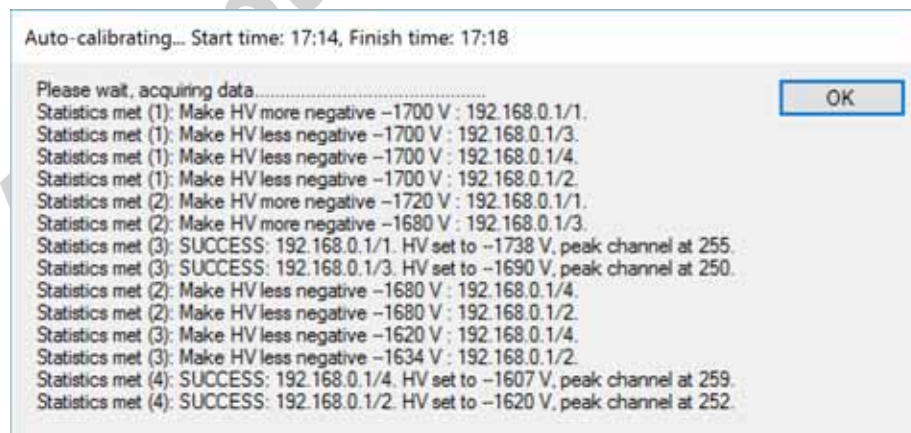 Auto-calibrating... Start time: 17:14, Finish time: 17:18
OK
Please wait, acquiring data................................................
Statistics met (1): Make HV more negative --1700 V : 192.168.0.1/1.
Statistics met (1): Make HV less negative --1700 V : 192.168.0.1/3.
Statistics met (1): Make HV less negative --1700 V : 192.168.0.1/4.
Statistics met (1): Make HV less negative --1700 V : 192.168.0.1/2.
Statistics met (2): Make HV more negative --1720 V : 192.168.0.1/1.
Statistics met (2): Make HV more negative --1680 V : 192.168.0.1/3.
Statistics met (3): SUCCESS: 192.168.0.1/1. HV set to --1738 V, peak channel at 255.
Statistics met (3): SUCCESS: 192.168.0.1/3. HV set to --1690 V, peak channel at 250.
Statistics met (2): Make HV less negative --1680 V : 192.168.0.1/4.
Statistics met (2): Make HV less negative --1680 V : 192.168.0.1/2.
Statistics met (3): Make HV less negative --1620 V : 192.168.0.1/4.
Statistics met (3): Make HV less negative --1634 V : 192.168.0.1/2.
Statistics met (4): SUCCESS: 192.168.0.1/4. HV set to --1607 V, peak channel at 259.
Statistics met (4): SUCCESS: 192.168.0.1/2. HV set to --1620 V, peak channel at 252.